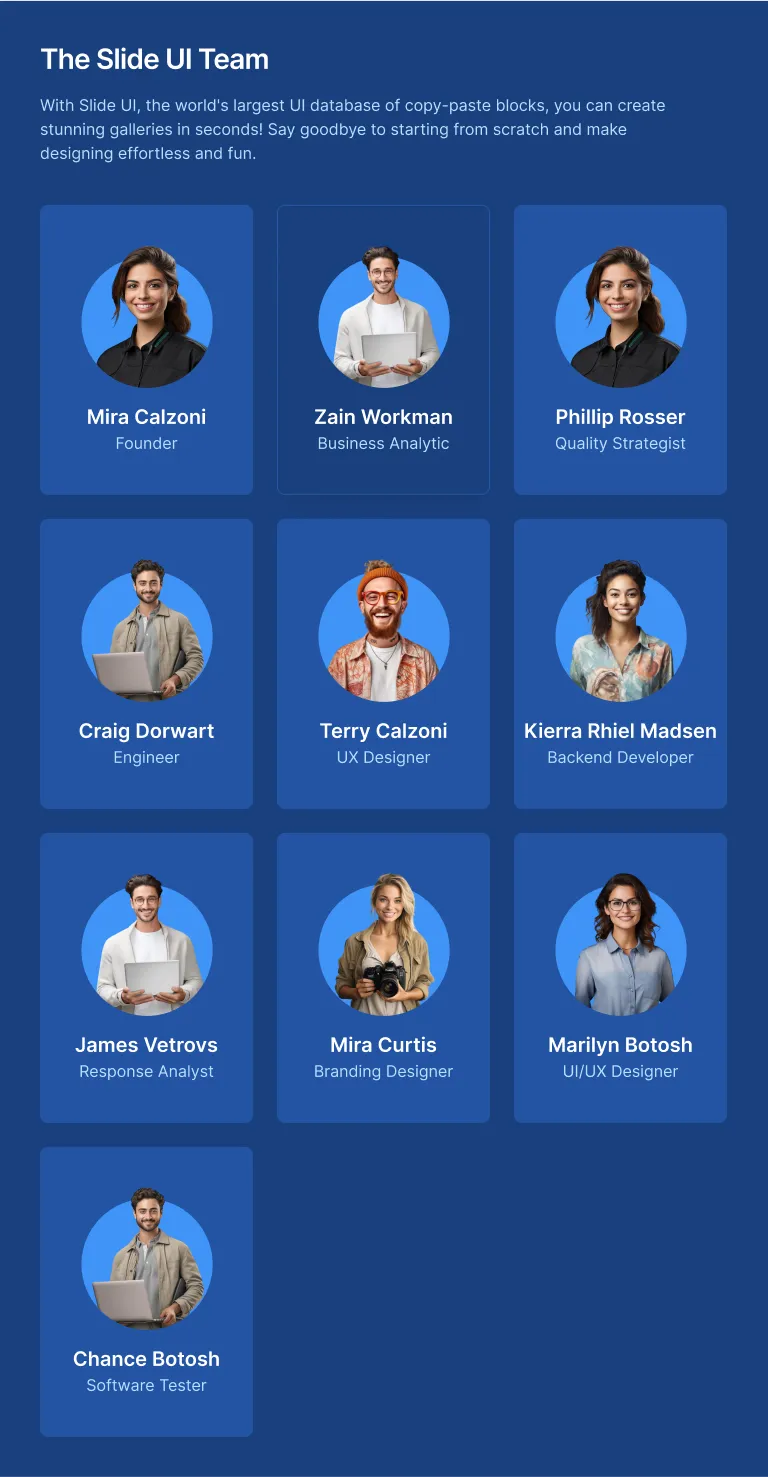 The Slide UI Team
With Slide UI, the world's largest UI database of copy-paste blocks, you can create
stunning galleries in seconds! Say goodbye to starting from scratch and make
designing effortless and fun.
Mira Calzoni
Founder
Zain Workman
Business Analytic
Phillip Rosser
Quality Strategist
Craig Dorwart
Engineer
Terry Calzoni
UX Designer
Kierra Rhiel Madsen
Backend Developer
James Vetrovs
Response Analyst
Mira Curtis
Branding Designer
Marilyn Botosh
UI/UX Designer
Chance Botosh
Software Tester